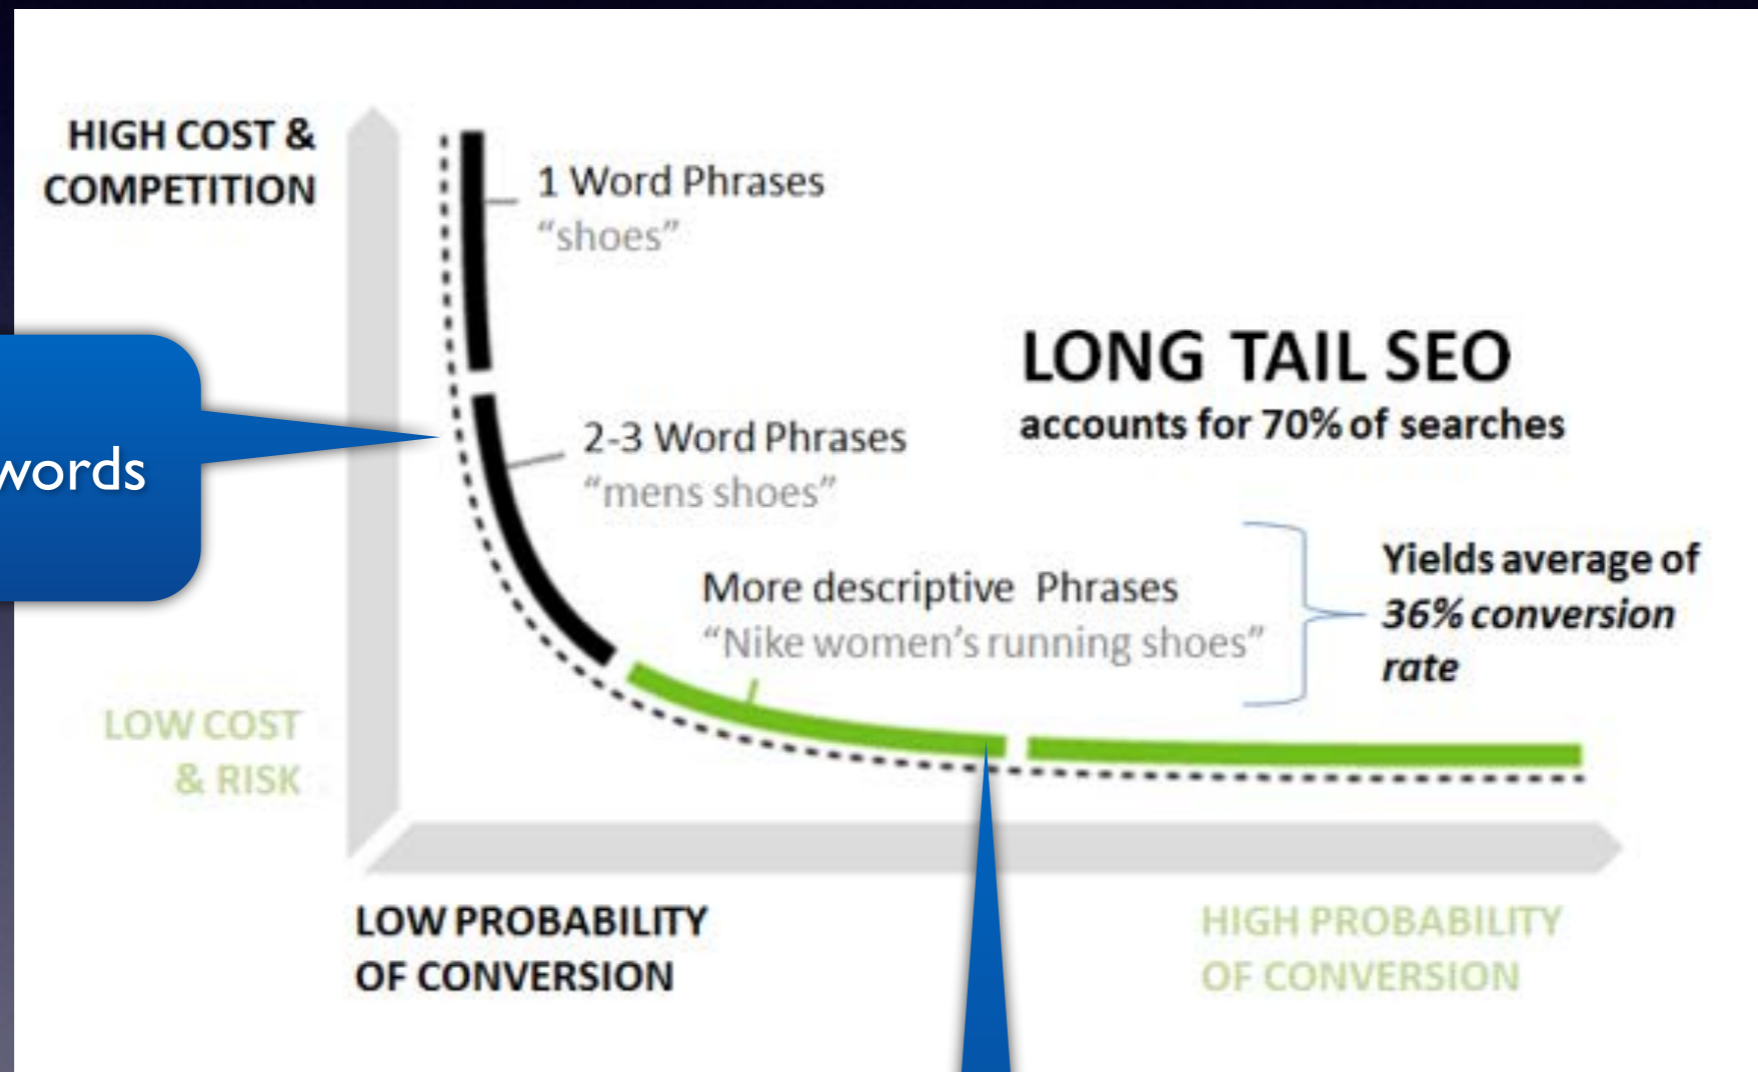 HIGH COST &
COMPETITION
1 Word Phrases
“shoes”
words
2-3 Word Phrases
“mens shoes”
LONG TAIL SEO
accounts for 70% of searches
More descriptive Phrases
“Nike women’s running shoes”
Yields average of
36% conversion
rate
LOW COST
& RISK
LOW PROBABILITY
OF CONVERSION
HIGH PROBABILITY
OF CONVERSION